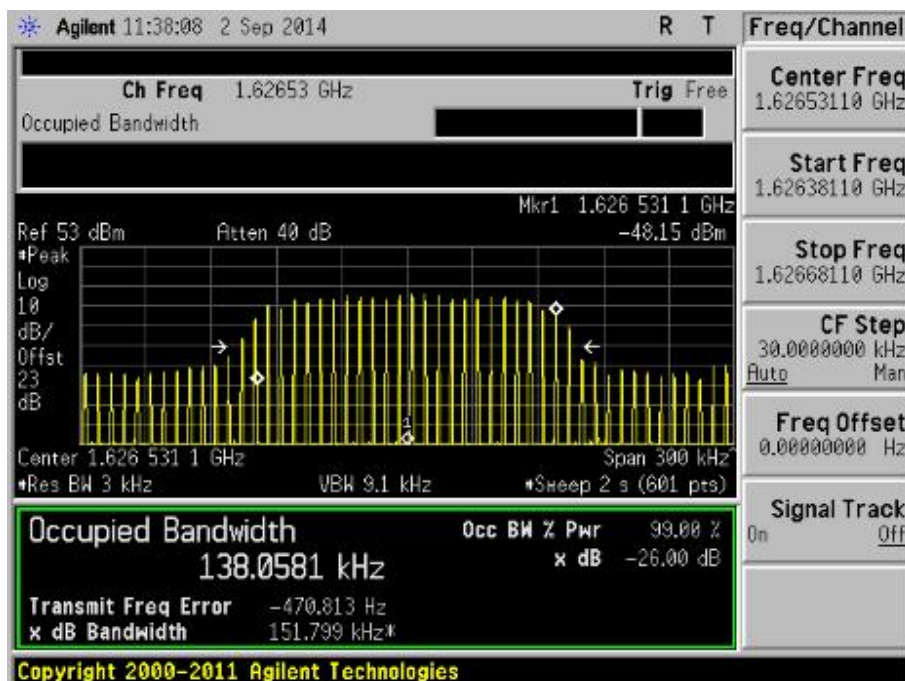 Agilent 11:38:08 2 Sep 2014 R T
Freq/Channel
Ch Freq 1.62653 GHz Trig Free
Occupied Bandwidth
Center Freq
1.62653110 GHz
Start Freq
1.62638110 GHz
Stop Freq
1.62668110 GHz
CF Step
30.0000000 kHz
Auto Man
Freq Offset
0.00000000 Hz
Signal Track
On Off
Mkr1 1.626 531 1 GHz
Ref 53 dBm Atten 40 dB -48.15 dBm
*Peak
Log
10
dB/
Offst
23
dB
1
Center 1.626 531 1 GHz Span 300 kHz^
*Res BW 3 kHz VBW 9.1 kHz *Sweep 2 s (601 pts)
Occupied Bandwidth Occ BW % Pwr 99.00 %
138.0581 kHz x dB -26.00 dB
Transmit Freq Error -470.813 Hz
x dB Bandwidth 151.799 kHz*
Copyright 2000-2011 Agilent Technologies